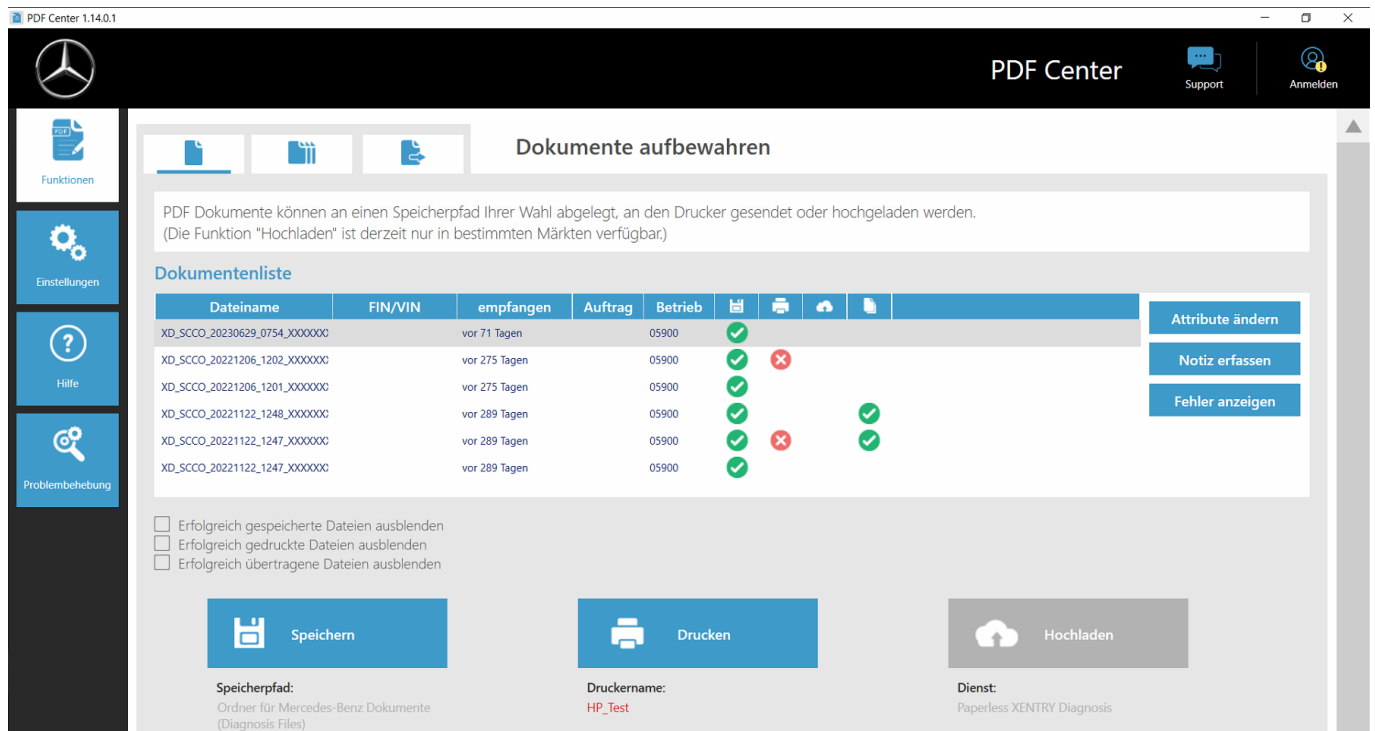 PDF Center 1.14.0.1
PDF Center
Support
Anmelden
PDF
Funktionen
Dokumente aufbewahren
PDF Dokumente können an einen Speicherpfad Ihrer Wahl abgelegt, an den Drucker gesendet oder hochgeladen werden.
(Die Funktion "Hochladen" ist derzeit nur in bestimmten Märkten verfügbar.)
Einstellungen
Dokumentenliste
Dateiname FIN/VIN empfangen Auftrag Betrieb
XD_SCCO_20230629_0754_XXXXXX vor 71 Tagen 05900
XD_SCCO_20221206_1202_XXXXXX vor 275 Tagen 05900
XD_SCCO_20221206_1201_XXXXXX vor 275 Tagen 05900
XD_SCCO_20221122_1248_XXXXXX vor 289 Tagen 05900
XD_SCCO_20221122_1247_XXXXXX vor 289 Tagen 05900
XD_SCCO_20221122_1247_XXXXXX vor 289 Tagen 05900
Attribute ändern
Notiz erfassen
Fehler anzeigen
Hilfe
Problembehebung
Erfolgreich gespeicherte Dateien ausblenden
Erfolgreich gedruckte Dateien ausblenden
Erfolgreich übertragene Dateien ausblenden
Speichern
Drucken
Hochladen
Speicherpfad:
Ordner für Mercedes-Benz Dokumente
(Diagnosis Files)
Druckername:
HP_Test
Dienst:
Paperless XENTRY Diagnosis